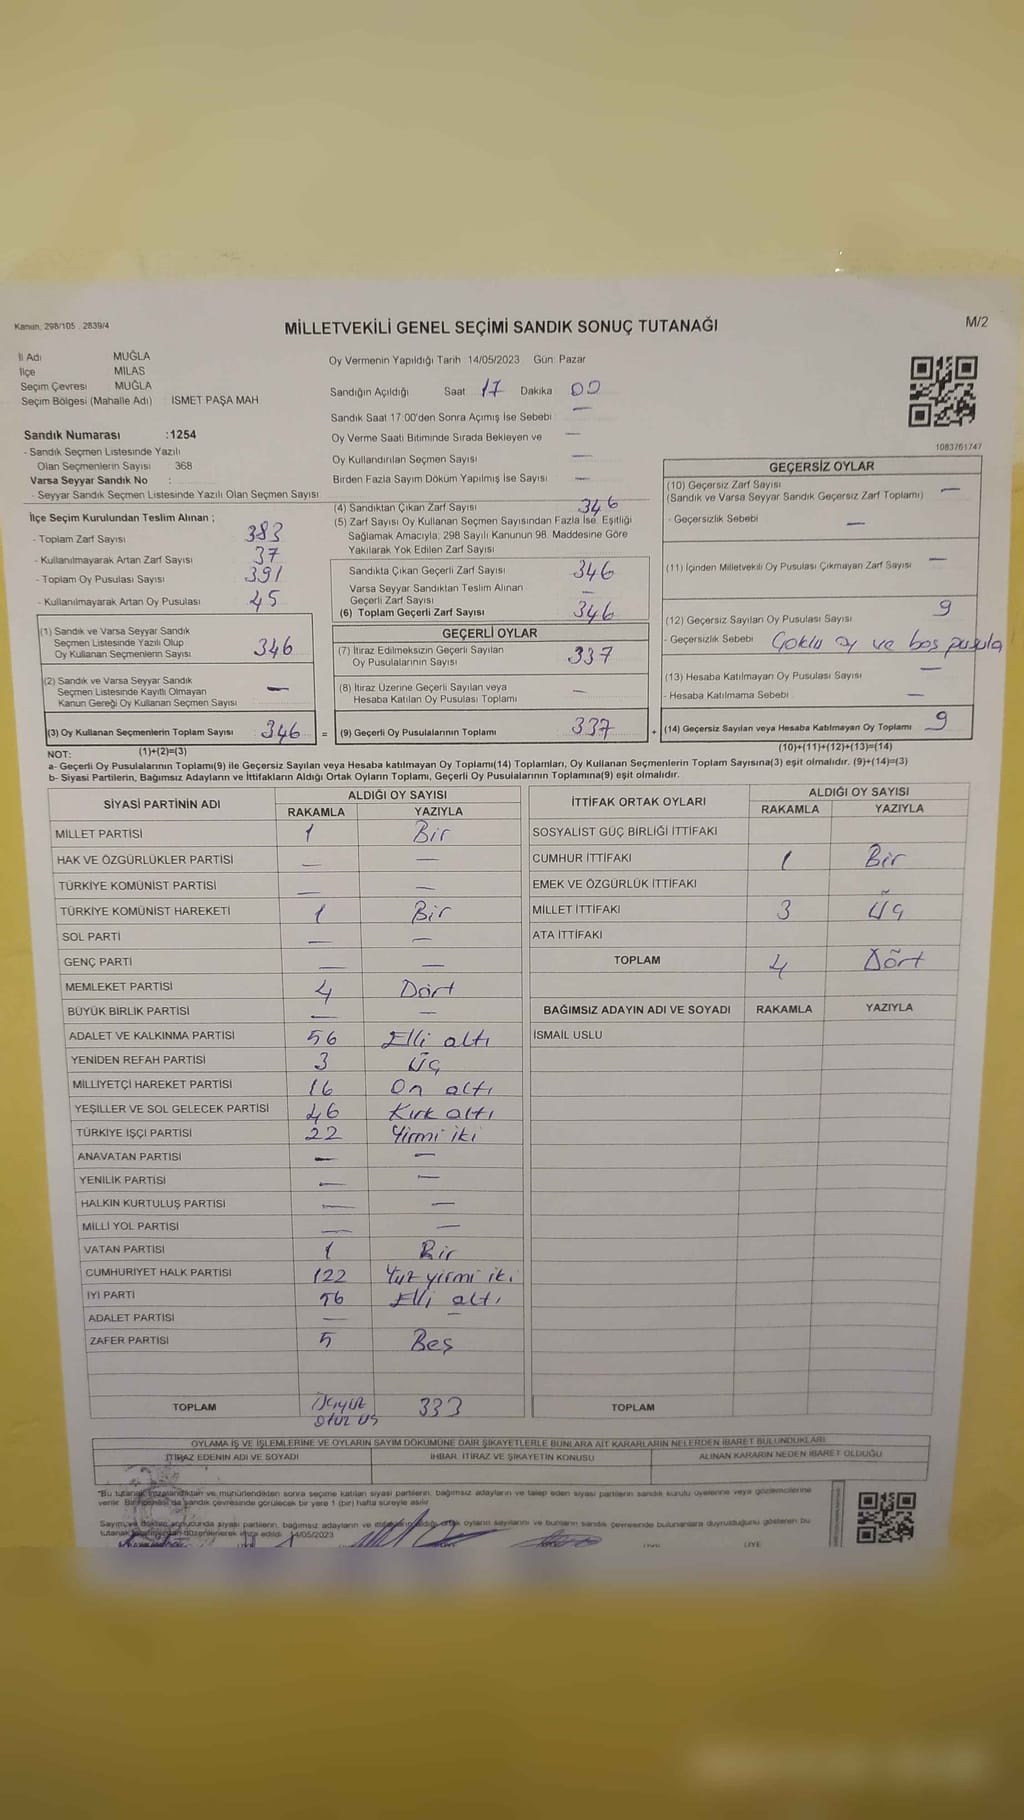 Kanun, 298/105 . 2839/4
MİLLETVEKİLİ GENEL SEÇİMİ SANDIK SONUÇ TUTANAĞI
M/2
İl Adı MUĞLA
İlçe MİLAS
Seçim Çevresi MUĞLA
Seçim Bölgesi (Mahalle Adı) İSMET PAŞA MAH
Sandık Numarası :1254
- Sandık Seçmen Listesinde Yazılı
Olan Seçmenlerin Sayısı 368
Varsa Seyyar Sandık No :
- Seyyar Sandık Seçmen Listesinde Yazılı Olan Seçmen Sayısı
Oy Vermenin Yapıldığı Tarih :14/05/2023 Gün: Pazar
Sandığın Açıldığı Saat 17 Dakika 00
Sandık Saat 17:00'den Sonra Açımış İse Sebebi —
Oy Verme Saati Bitiminde Sırada Bekleyen ve —
Oy Kullandırılan Seçmen Sayısı —
Birden Fazla Sayım Döküm Yapılmış İse Sayısı —
1083761747
İlçe Seçim Kurulundan Teslim Alınan ;
- Toplam Zarf Sayısı 383
- Kullanılmayarak Artan Zarf Sayısı 37
- Toplam Oy Pusulası Sayısı 391
- Kullanılmayarak Artan Oy Pusulası 45
(1) Sandık ve Varsa Seyyar Sandık
Seçmen Listesinde Yazılı Olup
Oy Kullanan Seçmenlerin Sayısı 346
(2) Sandık ve Varsa Seyyar Sandık
Seçmen Listesinde Kayıtlı Olmayan
Kanun Gereği Oy Kullanan Seçmen Sayısı —
(3) Oy Kullanan Seçmenlerin Toplam Sayısı 346 =
(1)+(2)=(3)
(4) Sandıktan Çıkan Zarf Sayısı 346
(5) Zarf Sayısı Oy Kullanan Seçmen Sayısından Fazla İse, Eşitliği
Sağlamak Amacıyla; 298 Sayılı Kanunun 98. Maddesine Göre
Yakılarak Yok Edilen Zarf Sayısı
Sandıkta Çıkan Geçerli Zarf Sayısı 346
Varsa Seyyar Sandıktan Teslim Alınan
Geçerli Zarf Sayısı —
(6) Toplam Geçerli Zarf Sayısı 346
GEÇERLİ OYLAR
(7) İtiraz Edilmeksizin Geçerli Sayılan
Oy Pusulalarının Sayısı 337
(8) İtiraz Üzerine Geçerli Sayılan veya
Hesaba Katılan Oy Pusulası Toplamı —
(9) Geçerli Oy Pusulalarının Toplamı 337 +
GEÇERSİZ OYLAR
(10) Geçersiz Zarf Sayısı —
(Sandık ve Varsa Seyyar Sandık Geçersiz Zarf Toplamı)
- Geçersizlik Sebebi —
(11) İçinden Milletvekili Oy Pusulası Çıkmayan Zarf Sayısı —
(12) Geçersiz Sayılan Oy Pusulası Sayısı 9
- Geçersizlik Sebebi Çoklu oy ve boş pusula
(13) Hesaba Katılmayan Oy Pusulası Sayısı —
- Hesaba Katılmama Sebebi —
(14) Geçersiz Sayılan veya Hesaba Katılmayan Oy Toplamı 9
(10)+(11)+(12)+(13)=(14)
NOT:
a- Geçerli Oy Pusulalarının Toplamı(9) ile Geçersiz Sayılan veya Hesaba katılmayan Oy Toplamı(14) Toplamları, Oy Kullanan Seçmenlerin Toplam Sayısına(3) eşit olmalıdır. (9)+(14)=(3)
b- Siyasi Partilerin, Bağımsız Adayların ve İttifakların Aldığı Ortak Oyların Toplamı, Geçerli Oy Pusulalarının Toplamına(9) eşit olmalıdır.
SİYASİ PARTİNİN ADI ALDIĞI OY SAYISI
RAKAMLA YAZIYLA
MİLLET PARTİSİ 1 Bir
HAK VE ÖZGÜRLÜKLER PARTİSİ — —
TÜRKİYE KOMÜNİST PARTİSİ — —
TÜRKİYE KOMÜNİST HAREKETİ 1 Bir
SOL PARTİ — —
GENÇ PARTİ — —
MEMLEKET PARTİSİ 4 Dört
BÜYÜK BİRLİK PARTİSİ — —
ADALET VE KALKINMA PARTİSİ 56 Elli altı
YENİDEN REFAH PARTİSİ 3 Üç
MİLLİYETÇİ HAREKET PARTİSİ 16 On altı
YEŞİLLER VE SOL GELECEK PARTİSİ 46 Kırk altı
TÜRKİYE İŞÇİ PARTİSİ 22 Yirmi iki
ANAVATAN PARTİSİ — —
YENİLİK PARTİSİ — —
HALKIN KURTULUŞ PARTİSİ — —
MİLLİ YOL PARTİSİ — —
VATAN PARTİSİ 1 Bir
CUMHURİYET HALK PARTİSİ 122 Yüz yirmi iki
İYİ PARTİ 56 Elli altı
ADALET PARTİSİ — —
ZAFER PARTİSİ 5 Beş
TOPLAM Üçyüz otuz üç 333
İTTİFAK ORTAK OYLARI ALDIĞI OY SAYISI
RAKAMLA YAZIYLA
SOSYALİST GÜÇ BİRLİĞİ İTTİFAKI
CUMHUR İTTİFAKI 1 Bir
EMEK VE ÖZGÜRLÜK İTTİFAKI
MİLLET İTTİFAKI 3 Üç
ATA İTTİFAKI
TOPLAM 4 Dört
BAĞIMSIZ ADAYIN ADI VE SOYADI RAKAMLA YAZIYLA
İSMAİL USLU
TOPLAM
OYLAMA İŞ VE İŞLEMLERİNE VE OYLARIN SAYIM DÖKÜMÜNE DAİR ŞİKAYETLERLE BUNLARA AİT KARARLARIN NELERDEN İBARET BULUNDUKLARI
İTİRAZ EDENİN ADI VE SOYADI İHBAR, İTİRAZ VE ŞİKAYETİN KONUSU ALINAN KARARIN NEDEN İBARET OLDUĞU
"Bu tutanak imzalandıktan ve mühürlendikten sonra seçime katılan siyasi partilerin, bağımsız adayların ve talep eden siyasi partilerin sandık kurulu üyelerine veya gözlemcilerine
verilir. Bir sandık çevresinde görülecek bir yere 1 (bir) hafta süreyle asılır
Sayım ve döküm sonucunda siyasi partilerin, bağımsız adayların ve ortak oyların sayılarını ve bunların sandık çevresinde bulunanlara duyrulduğunu gösteren bu
tutanak tarafımızdan düzenlenerek imza edildi. 14/05/2023
ÜYE